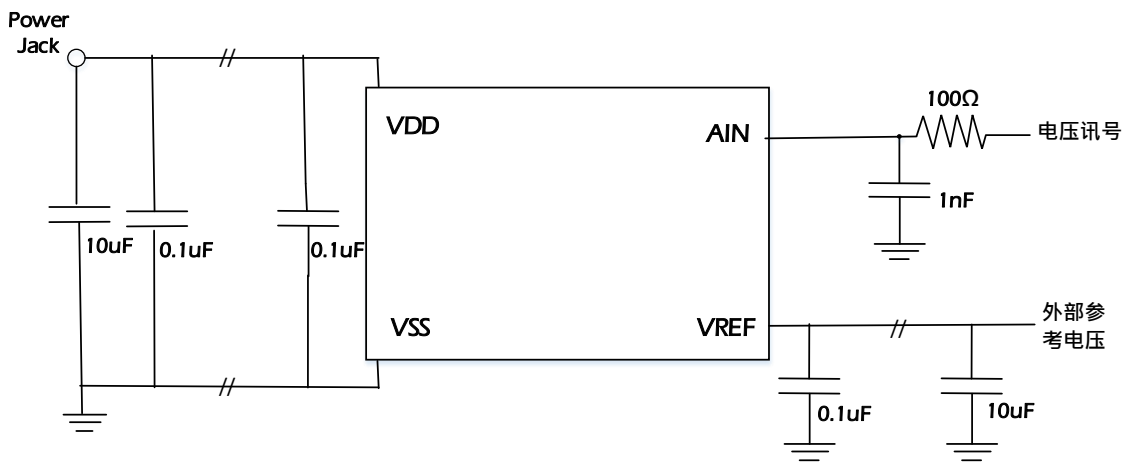 Power
Jack
VDD
AIN
100Ω
电压讯号
10uF
0.1uF
0.1uF
1nF
VSS
VREF
外部参
考电压
0.1uF
10uF